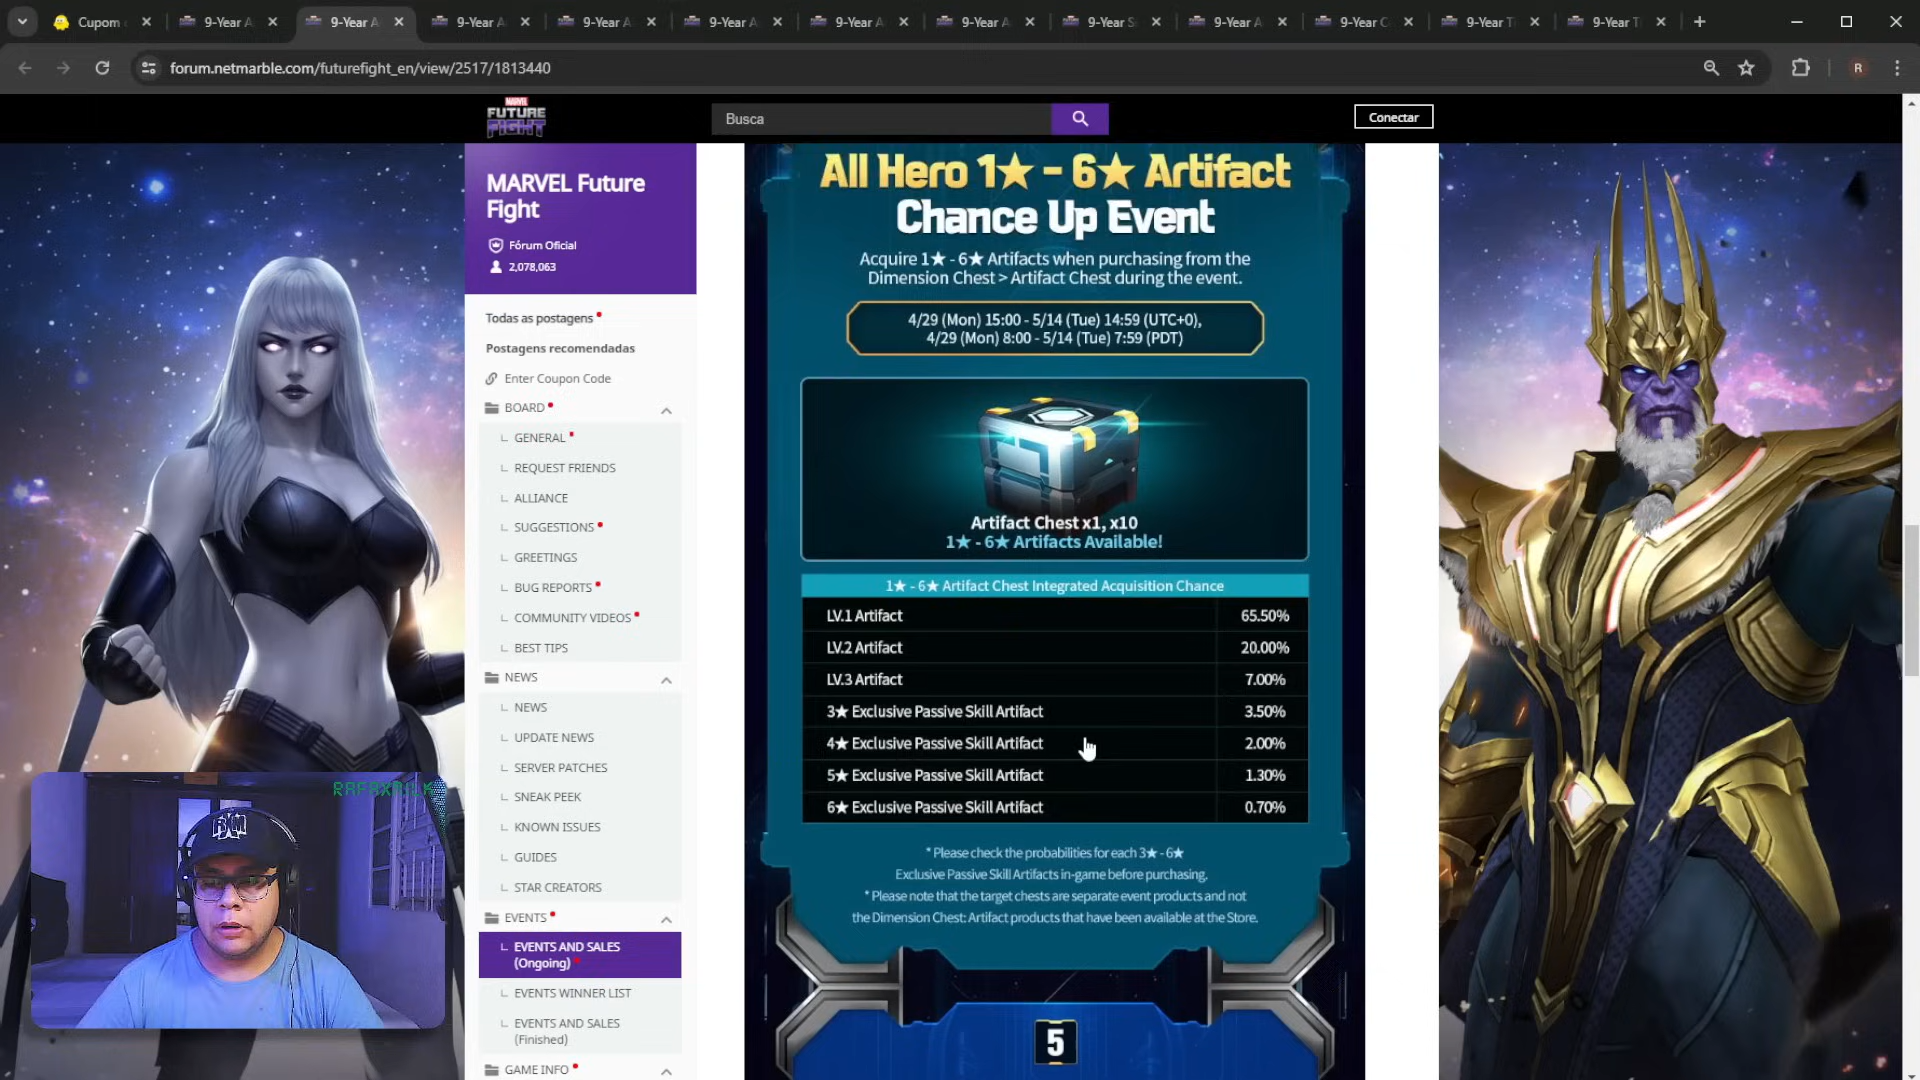 Cupom
9-Year A
9-Year A
9-Year A
9-Year A
9-Year A
9-Year A
9-Year A
9-Year S
9-Year A
9-Year C
9-Year T
9-Year T
forum.netmarble.com/futurefight_en/view/2517/1813440
R
MARVEL
FUTURE
FIGHT
Busca
Conectar
MARVEL Future
Fight
Fórum Oficial
2,078,063
Todas as postagens
Postagens recomendadas
Enter Coupon Code
BOARD
GENERAL
REQUEST FRIENDS
ALLIANCE
SUGGESTIONS
GREETINGS
BUG REPORTS
COMMUNITY VIDEOS
BEST TIPS
NEWS
NEWS
UPDATE NEWS
SERVER PATCHES
SNEAK PEEK
KNOWN ISSUES
GUIDES
STAR CREATORS
EVENTS
EVENTS AND SALES
(Ongoing)
EVENTS WINNER LIST
EVENTS AND SALES
(Finished)
GAME INFO
All Hero 1★ - 6★ Artifact
Chance Up Event
Acquire 1★ - 6★ Artifacts when purchasing from the
Dimension Chest > Artifact Chest during the event.
4/29 (Mon) 15:00 - 5/14 (Tue) 14:59 (UTC+0),
4/29 (Mon) 8:00 - 5/14 (Tue) 7:59 (PDT)
Artifact Chest x1, x10
1★ - 6★ Artifacts Available!
1★ - 6★ Artifact Chest Integrated Acquisition Chance
LV.1 Artifact 65.50%
LV.2 Artifact 20.00%
LV.3 Artifact 7.00%
3★ Exclusive Passive Skill Artifact 3.50%
4★ Exclusive Passive Skill Artifact 2.00%
5★ Exclusive Passive Skill Artifact 1.30%
6★ Exclusive Passive Skill Artifact 0.70%
* Please check the probabilities for each 3★ - 6★
Exclusive Passive Skill Artifacts in-game before purchasing.
* Please note that the target chests are separate event products and not
the Dimension Chest: Artifact products that have been available at the Store.
5